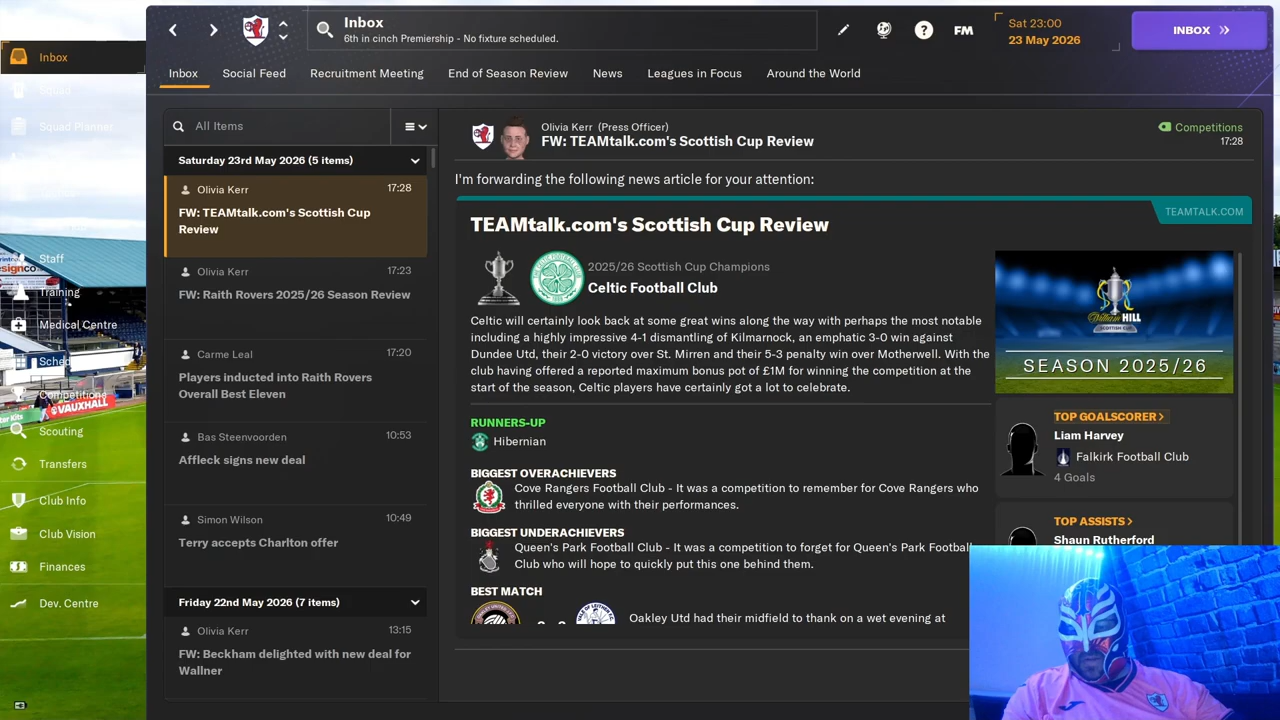 Inbox
6th in cinch Premiership - No fixture scheduled.
FM
Sat 23:00
23 May 2026
INBOX
Inbox
Squad
Squad Planner
Staff
Training
Medical Centre
Competitions
Scouting
Transfers
Club Info
Club Vision
Finances
Dev. Centre
VAUXHALL
Inbox
Social Feed
Recruitment Meeting
End of Season Review
News
Leagues in Focus
Around the World
All Items
Saturday 23rd May 2026 (5 items)
Olivia Kerr
17:28
FW: TEAMtalk.com's Scottish Cup
Review
Olivia Kerr
17:23
FW: Raith Rovers 2025/26 Season Review
Carme Leal
17:20
Players inducted into Raith Rovers
Overall Best Eleven
Bas Steenvoorden
10:53
Affleck signs new deal
Simon Wilson
10:49
Terry accepts Charlton offer
Friday 22nd May 2026 (7 items)
Olivia Kerr
13:15
FW: Beckham delighted with new deal for
Wallner
Olivia Kerr (Press Officer)
FW: TEAMtalk.com's Scottish Cup Review
Competitions
17:28
I'm forwarding the following news article for your attention:
TEAMTALK.COM
TEAMtalk.com's Scottish Cup Review
2025/26 Scottish Cup Champions
Celtic Football Club
Celtic will certainly look back at some great wins along the way with perhaps the most notable
including a highly impressive 4-1 dismantling of Kilmarnock, an emphatic 3-0 win against
Dundee Utd, their 2-0 victory over St. Mirren and their 5-3 penalty win over Motherwell. With the
club having offered a reported maximum bonus pot of £1M for winning the competition at the
start of the season, Celtic players have certainly got a lot to celebrate.
RUNNERS-UP
Hibernian
BIGGEST OVERACHIEVERS
Cove Rangers Football Club - It was a competition to remember for Cove Rangers who
thrilled everyone with their performances.
BIGGEST UNDERACHIEVERS
Queen's Park Football Club - It was a competition to forget for Queen's Park Football
Club who will hope to quickly put this one behind them.
BEST MATCH
Oakley Utd had their midfield to thank on a wet evening at
William HILL
SCOTTISH CUP
SEASON 2025/26
TOP GOALSCORER
Liam Harvey
Falkirk Football Club
4 Goals
TOP ASSISTS
Shaun Rutherford